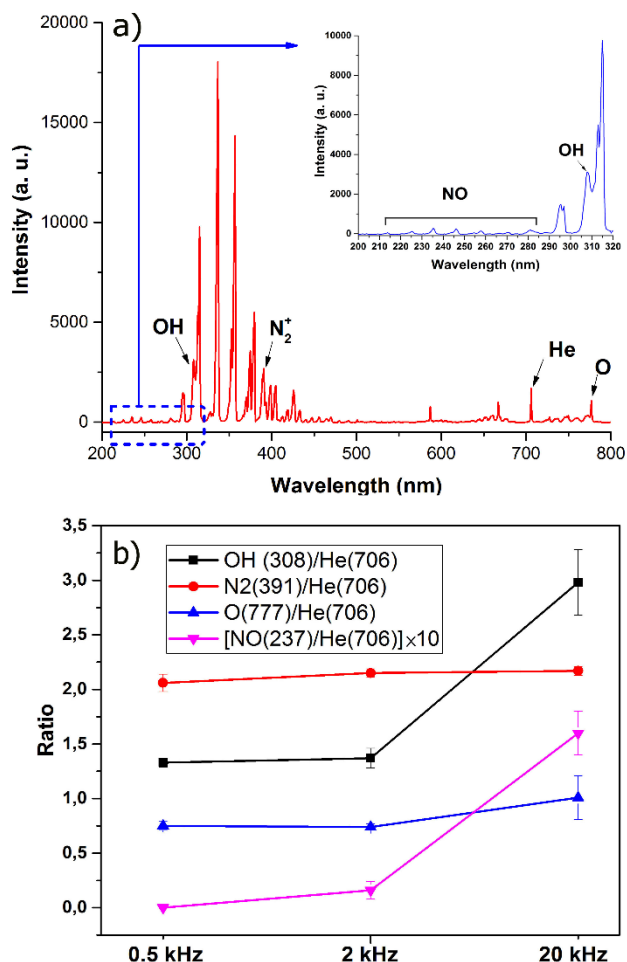 a)
20000
15000
10000
5000
0
Intensity (a. u.)
200 300 400 500 600 700 800
Wavelength (nm)
OH
N₂⁺
He
O
10000
8000
6000
4000
2000
0
Intensity (a. u.)
NO
OH
200 210 220 230 240 250 260 270 280 290 300 310 320
Wavelength (nm)
b)
3,5
3,0
2,5
2,0
1,5
1,0
0,5
0,0
Ratio
OH (308)/He(706)
N2(391)/He(706)
O(777)/He(706)
[NO(237)/He(706)]×10
0.5 kHz 2 kHz 20 kHz